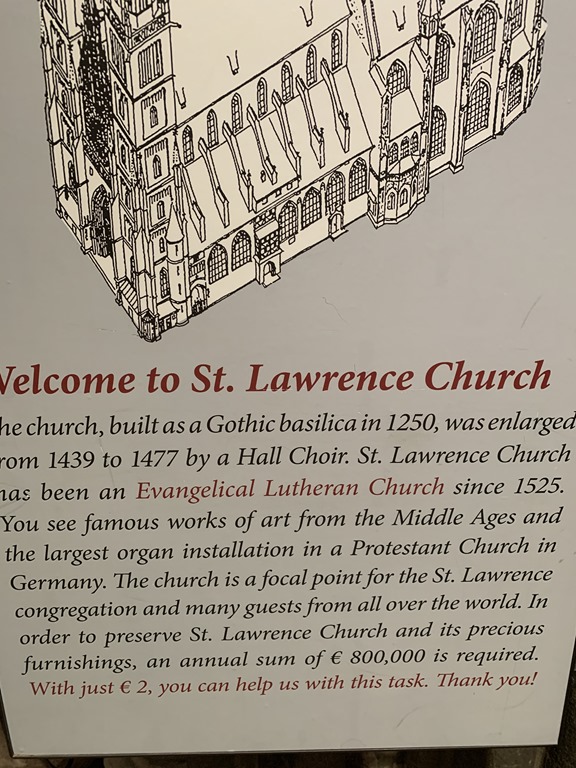 Welcome to St. Lawrence Church
he church, built as a Gothic basilica in 1250, was enlarged
rom 1439 to 1477 by a Hall Choir. St. Lawrence Church
has been an Evangelical Lutheran Church since 1525.
You see famous works of art from the Middle Ages and
the largest organ installation in a Protestant Church in
Germany. The church is a focal point for the St. Lawrence
congregation and many guests from all over the world. In
order to preserve St. Lawrence Church and its precious
furnishings, an annual sum of € 800,000 is required.
With just € 2, you can help us with this task. Thank you!